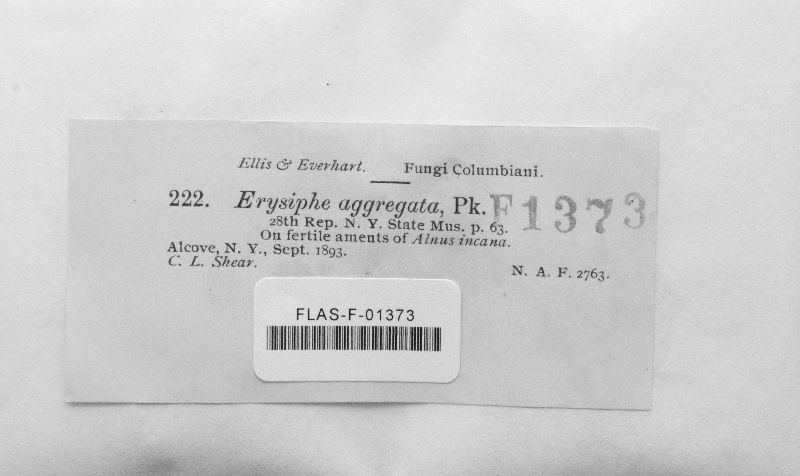 Ellis & Everhart. Fungi Columbiani.
222. Erysiphe aggregata, Pk. F1373
28th Rep. N. Y. State Mus. p. 63.
On fertile aments of Alnus incana.
Alcove, N. Y., Sept. 1893.
C. L. Shear. N. A. F. 2763.
FLAS-F-01373